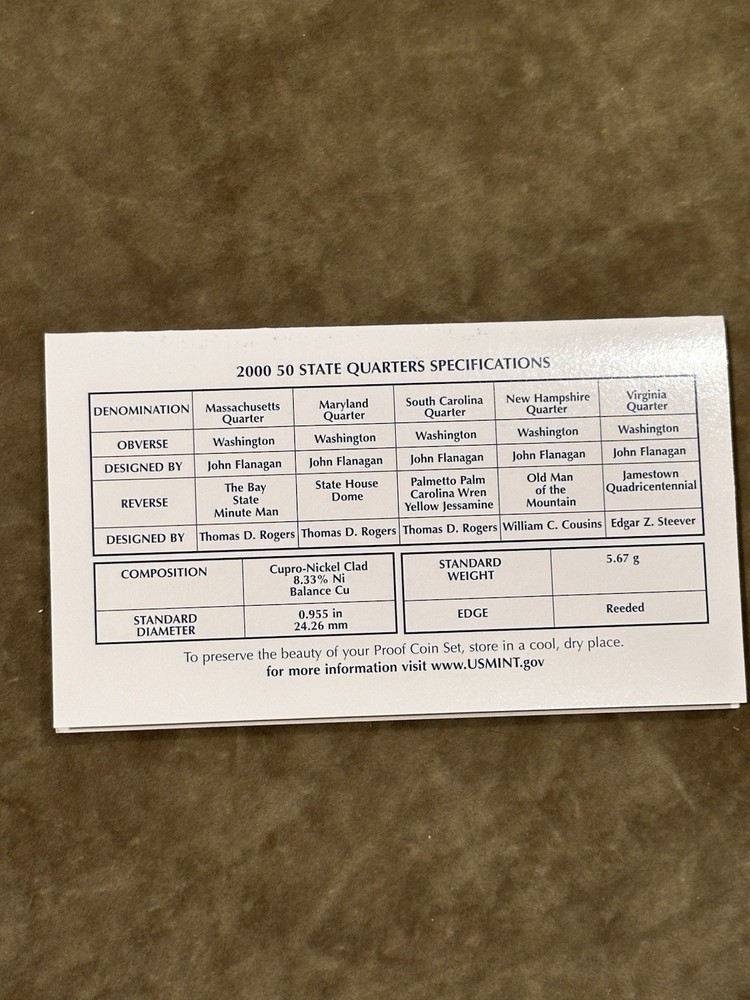 2000 50 STATE QUARTERS SPECIFICATIONS
DENOMINATION Massachusetts Quarter Maryland Quarter South Carolina Quarter New Hampshire Quarter Virginia Quarter
OBVERSE Washington Washington Washington Washington Washington
DESIGNED BY John Flanagan John Flanagan John Flanagan John Flanagan John Flanagan
REVERSE The Bay State Minute Man State House Dome Palmetto Palm Carolina Wren Yellow Jessamine Old Man of the Mountain Jamestown Quadricentennial
DESIGNED BY Thomas D. Rogers Thomas D. Rogers Thomas D. Rogers William C. Cousins Edgar Z. Steever
COMPOSITION Cupro-Nickel Clad 8.33% Ni Balance Cu
STANDARD DIAMETER 0.955 in 24.26 mm
STANDARD WEIGHT 5.67 g
EDGE Reeded
To preserve the beauty of your Proof Coin Set, store in a cool, dry place.
for more information visit www.USMINT.gov